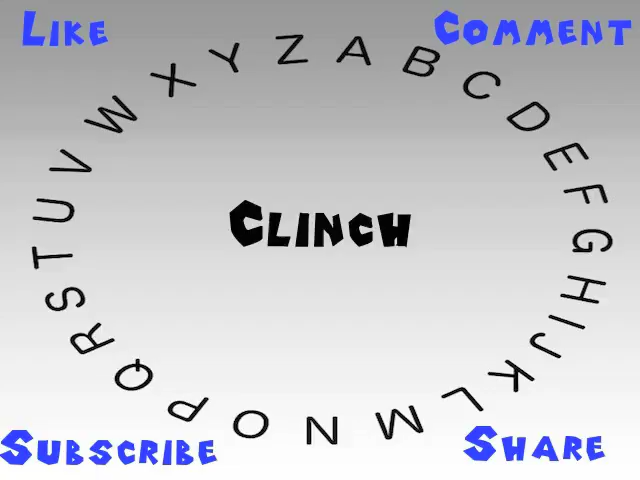 Like
Comment
A B C D E F G H I J K L M N O P Q R S T U V W X Y Z
Clinch
Subscribe
Share